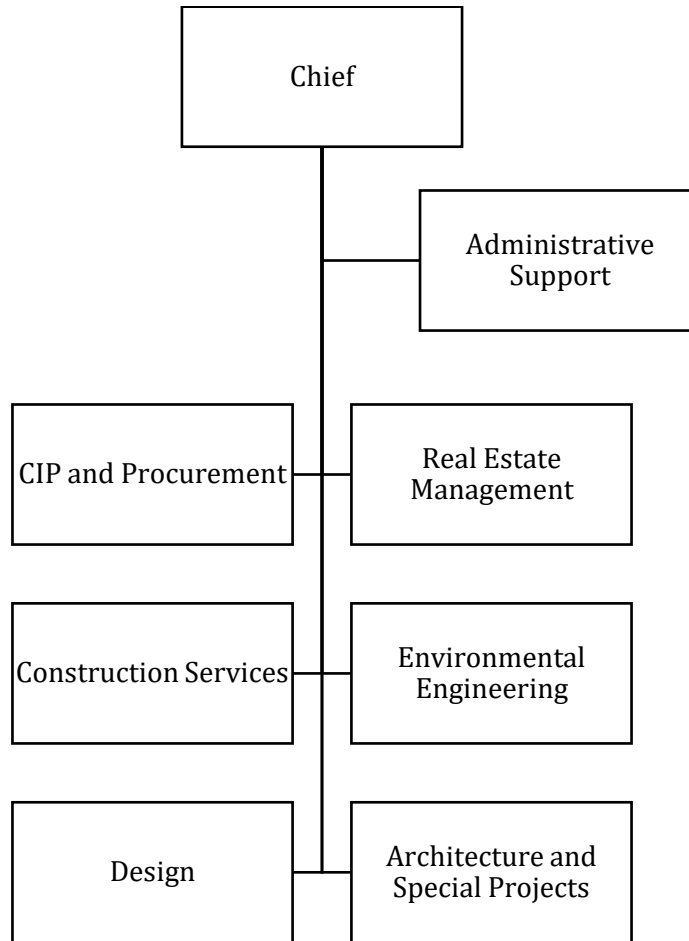 Chief
Administrative
Support
CIP and Procurement
Real Estate
Management
Construction Services
Environmental
Engineering
Design
Architecture and
Special Projects